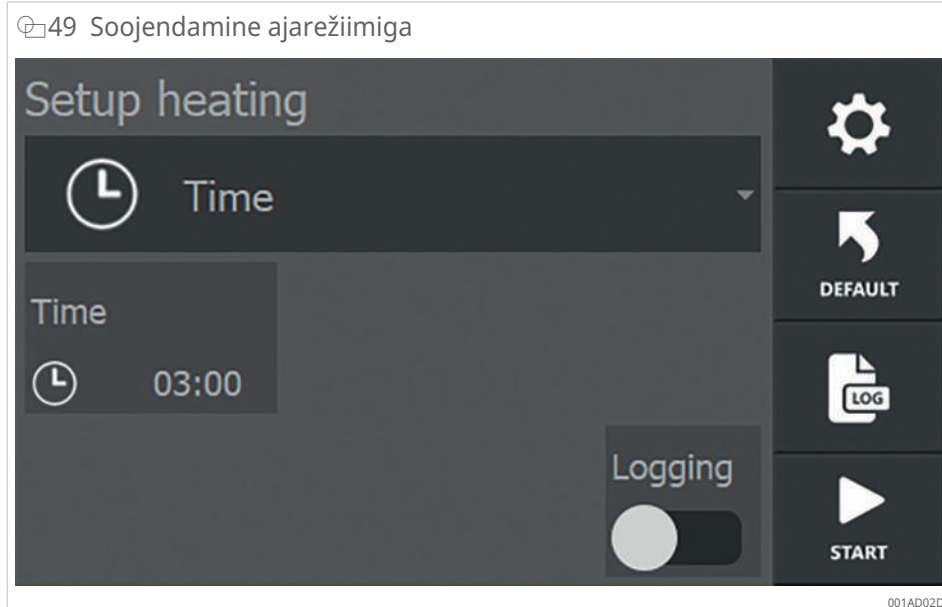 49 Soojendamine ajarežiimiga
Setup heating
Time
DEFAULT
Time
03:00
LOG
Logging
START
001AD02D